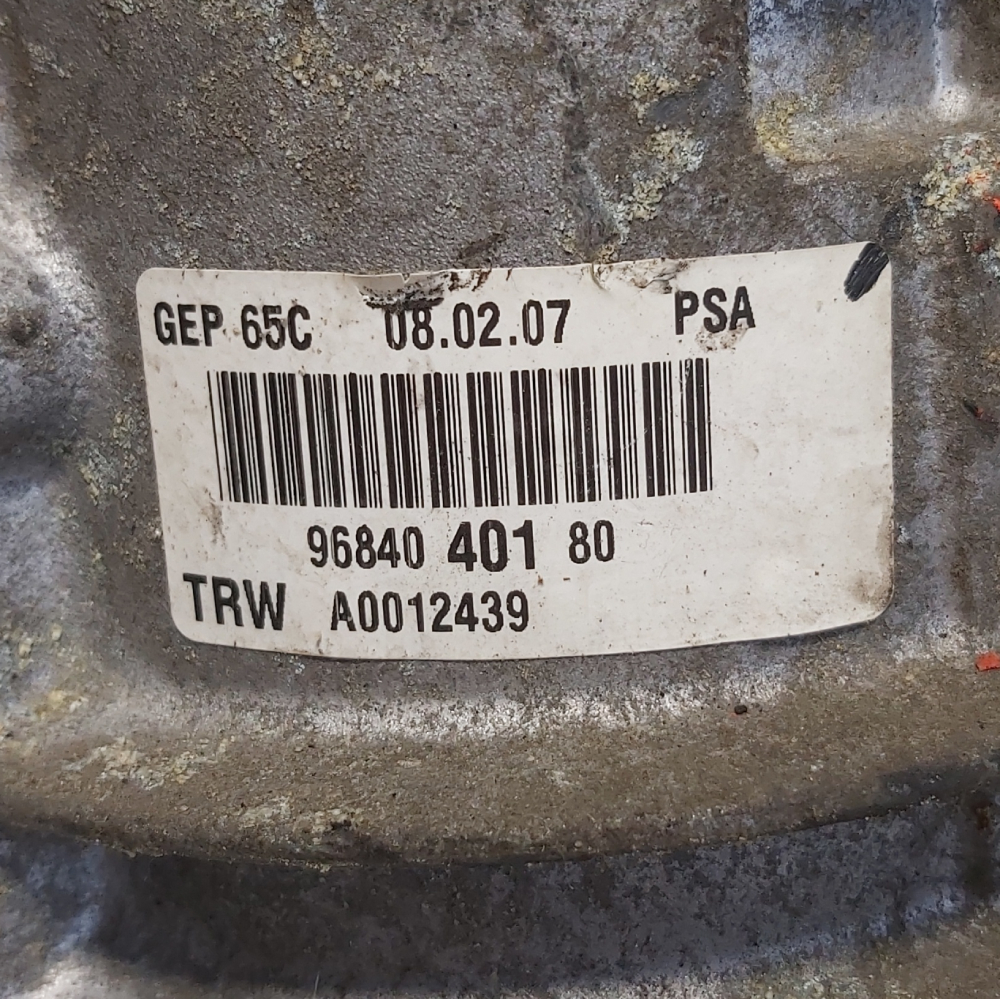 GEP 65C 08.02.07 PSA
96840 401 80
TRW A0012439